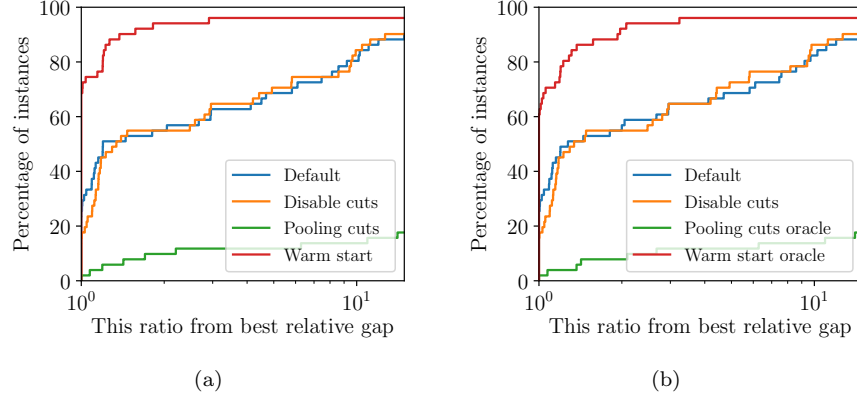 100
80
60
40
20
0
Percentage of instances
Default
Disable cuts
Pooling cuts
Warm start
10^0
10^1
This ratio from best relative gap
(a)
100
80
60
40
20
0
Percentage of instances
Default
Disable cuts
Pooling cuts oracle
Warm start oracle
10^0
10^1
This ratio from best relative gap
(b)